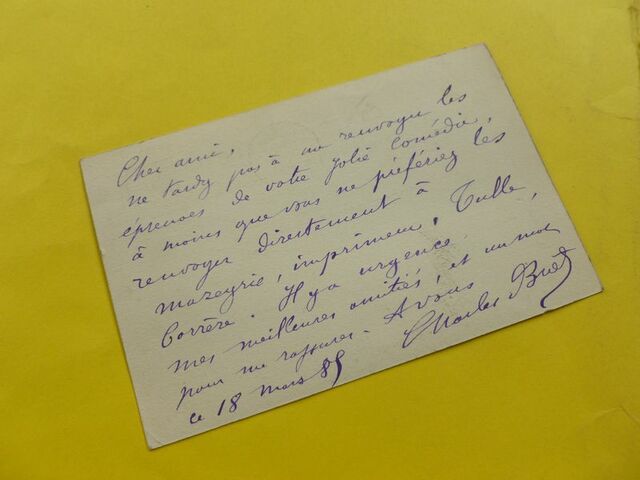 Cher ami,
ne tardez pas à me renvoyer les
épreuves de votre jolie comédie,
à moins que vous ne préfériez les
renvoyer directement à
Mazeyrie, imprimeur, Tulle,
Corrèze. Il y a urgence.
mes meilleures amitiés, et un mot
pour me rassurer. A vous
Charles Buet
ce 18 mars 85